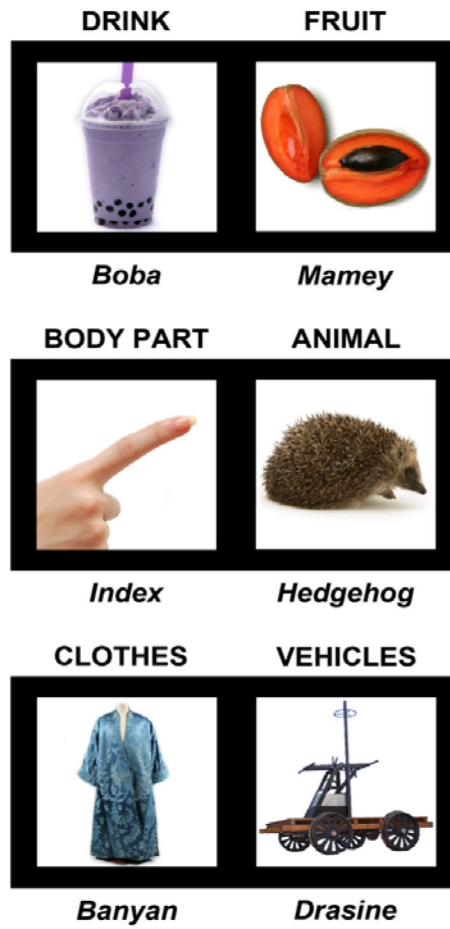 DRINK FRUIT
Boba Mamey
BODY PART ANIMAL
Index Hedgehog
CLOTHES VEHICLES
Banyan Drasine